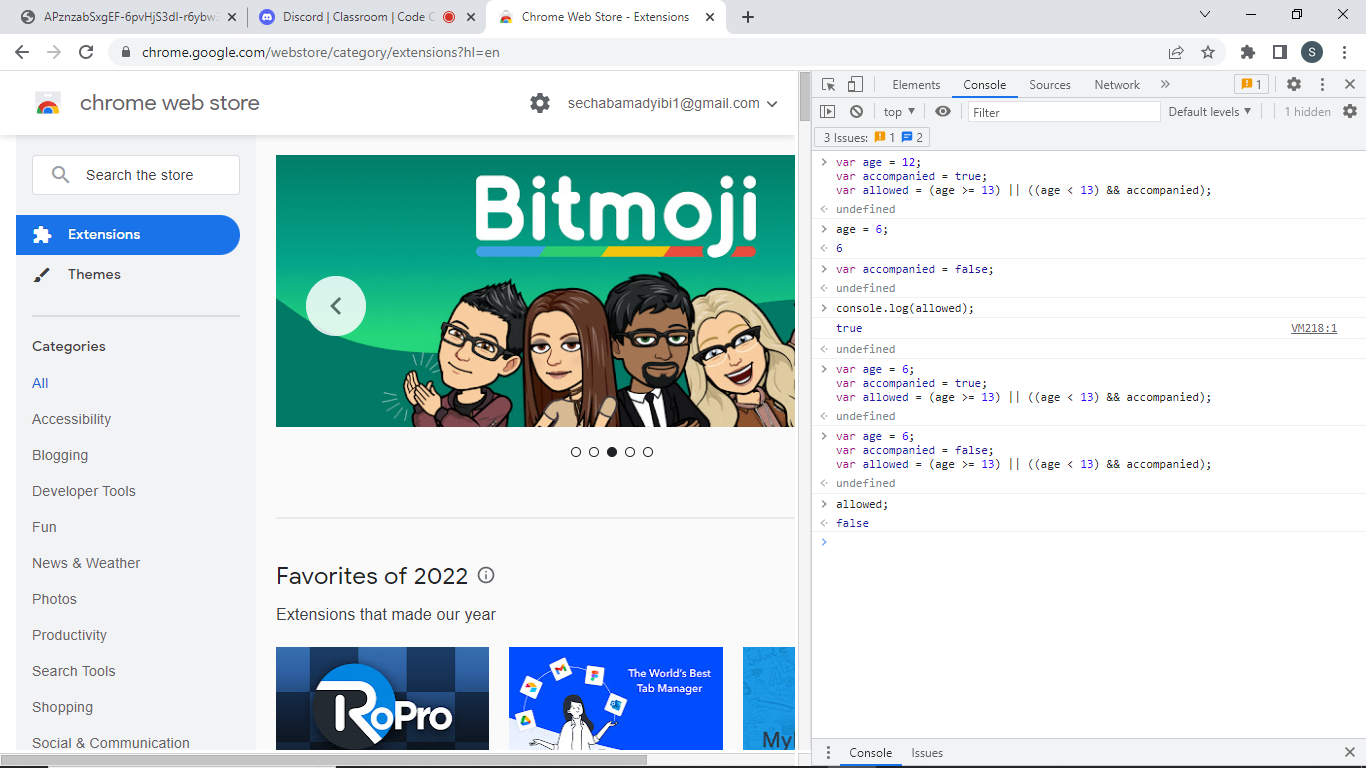 APznzabSxgEF-6pvHjS3dI-r6ybw
Discord | Classroom | Code C
Chrome Web Store - Extensions
chrome.google.com/webstore/category/extensions?hl=en
S
chrome web store
sechabamadyibi1@gmail.com
Search the store
Extensions
Themes
Categories
All
Accessibility
Blogging
Developer Tools
Fun
News & Weather
Photos
Productivity
Search Tools
Shopping
Social & Communication
Bitmoji
Favorites of 2022
Extensions that made our year
RoPro
The World's Best
Tab Manager
Elements Console Sources Network » 1
top Filter Default levels 1 hidden
3 Issues: 1 2
var age = 12;
var accompanied = true;
var allowed = (age >= 13) || ((age < 13) && accompanied);
undefined
age = 6;
6
var accompanied = false;
undefined
console.log(allowed);
true VM218:1
undefined
var age = 6;
var accompanied = true;
var allowed = (age >= 13) || ((age < 13) && accompanied);
undefined
var age = 6;
var accompanied = false;
var allowed = (age >= 13) || ((age < 13) && accompanied);
undefined
allowed;
false
Console Issues